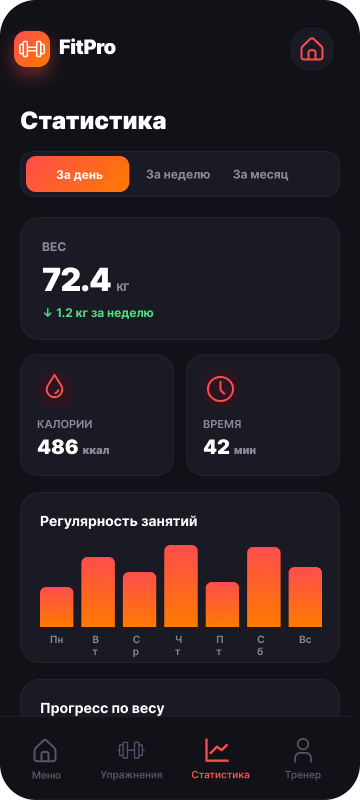 FitPro
Статистика
За день За неделю За месяц
ВЕС
72.4 кг
↓ 1.2 кг за неделю
КАЛОРИИ
486 ккал
ВРЕМЯ
42 мин
Регулярность занятий
Пн Вт Ср Чт Пт Сб Вс
Прогресс по весу
Меню Упражнения Статистика Тренер